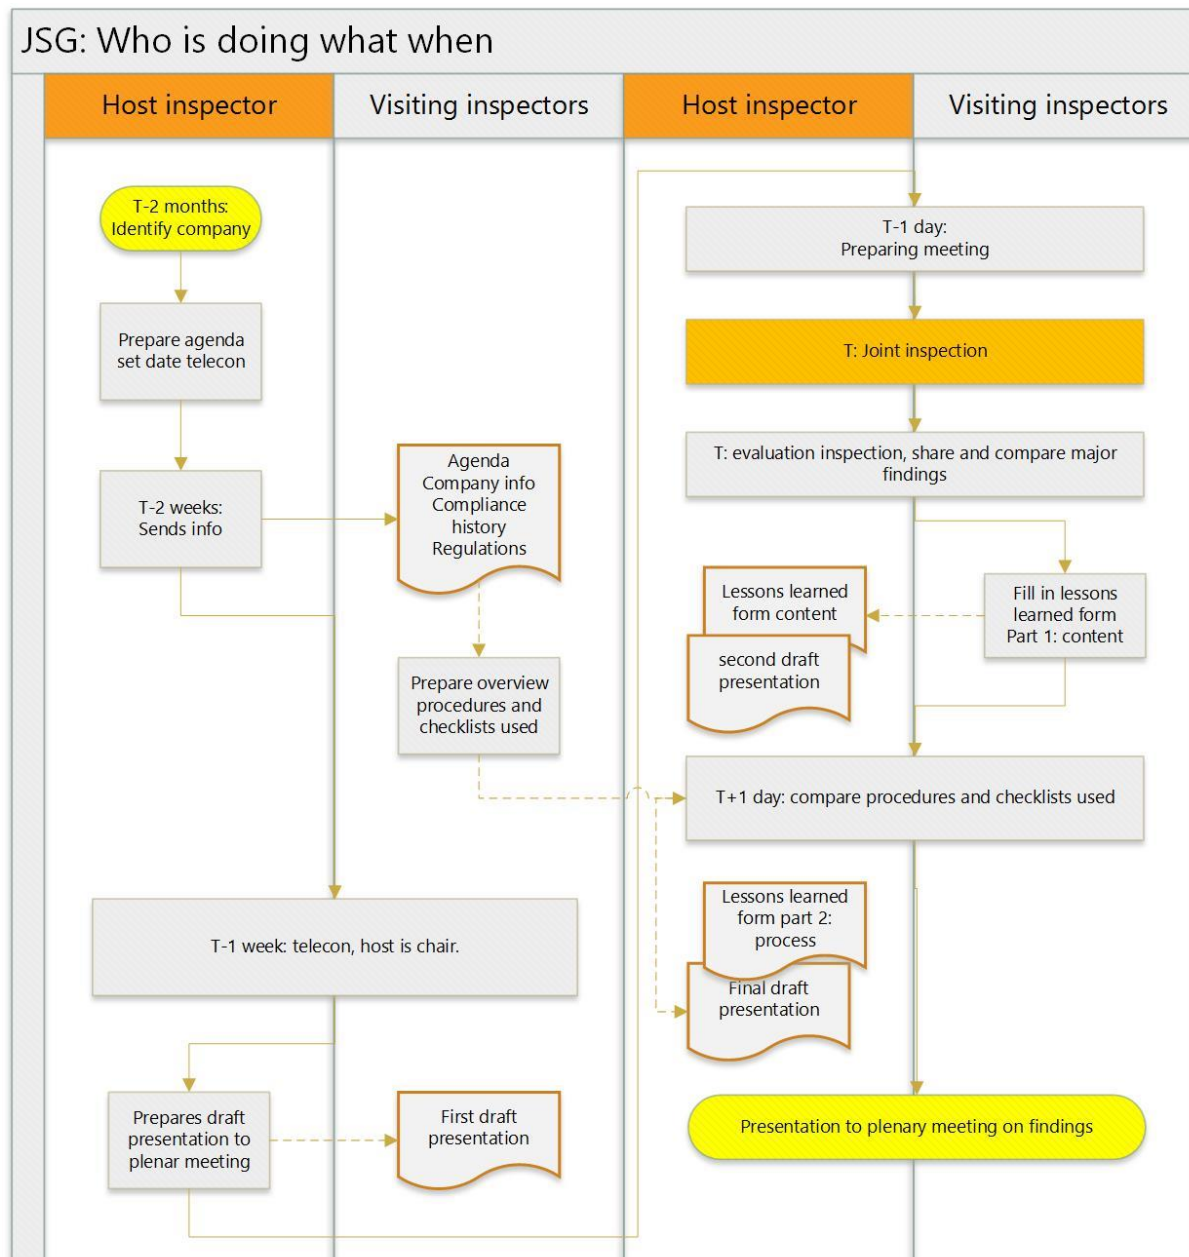 JSG: Who is doing what when
Host inspector
Visiting inspectors
Host inspector
Visiting inspectors
T-2 months:
Identify company
Prepare agenda
set date telecon
T-2 weeks:
Sends info
Agenda
Company info
Compliance
history
Regulations
Prepare overview
procedures and
checklists used
T-1 week: telecon, host is chair.
Prepares draft
presentation to
plenar meeting
First draft
presentation
T-1 day:
Preparing meeting
T: Joint inspection
T: evaluation inspection, share and compare major
findings
Fill in lessons
learned form
Part 1: content
Lessons learned
form content
second draft
presentation
T+1 day: compare procedures and checklists used
Lessons learned
form part 2:
process
Final draft
presentation
Presentation to plenary meeting on findings